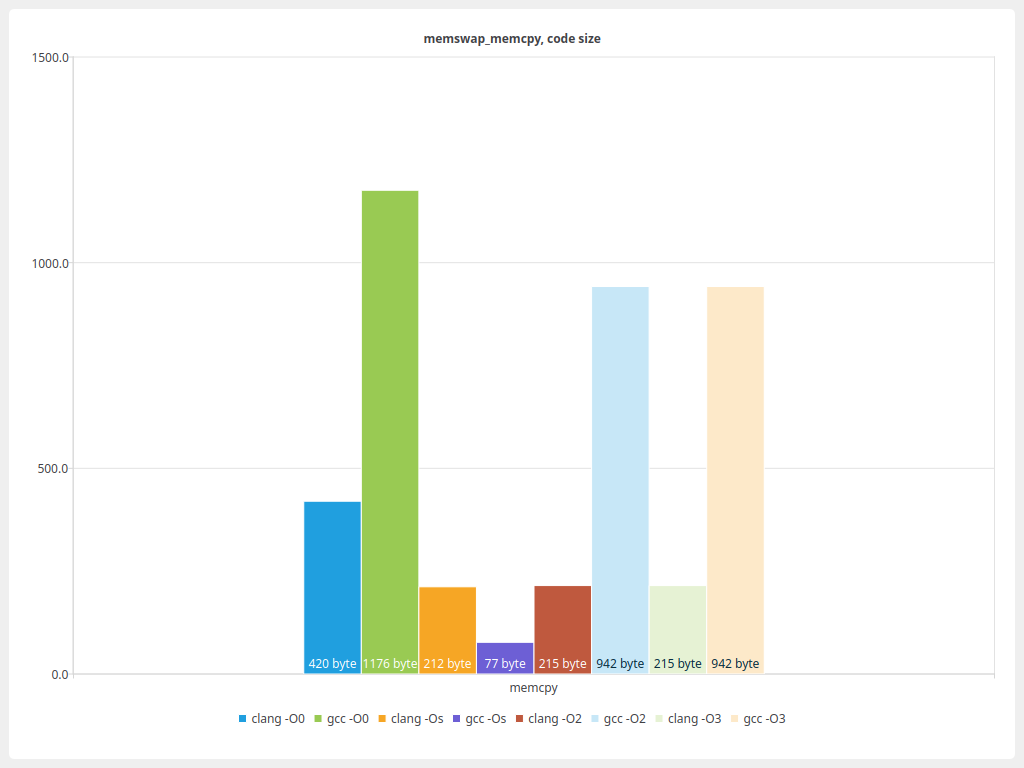 memswap_memcpy, code size
1500.0
1000.0
500.0
0.0
420 byte 1176 byte 212 byte 77 byte 215 byte 942 byte 215 byte 942 byte
memcpy
clang -O0 gcc -O0 clang -Os gcc -Os clang -O2 gcc -O2 clang -O3 gcc -O3